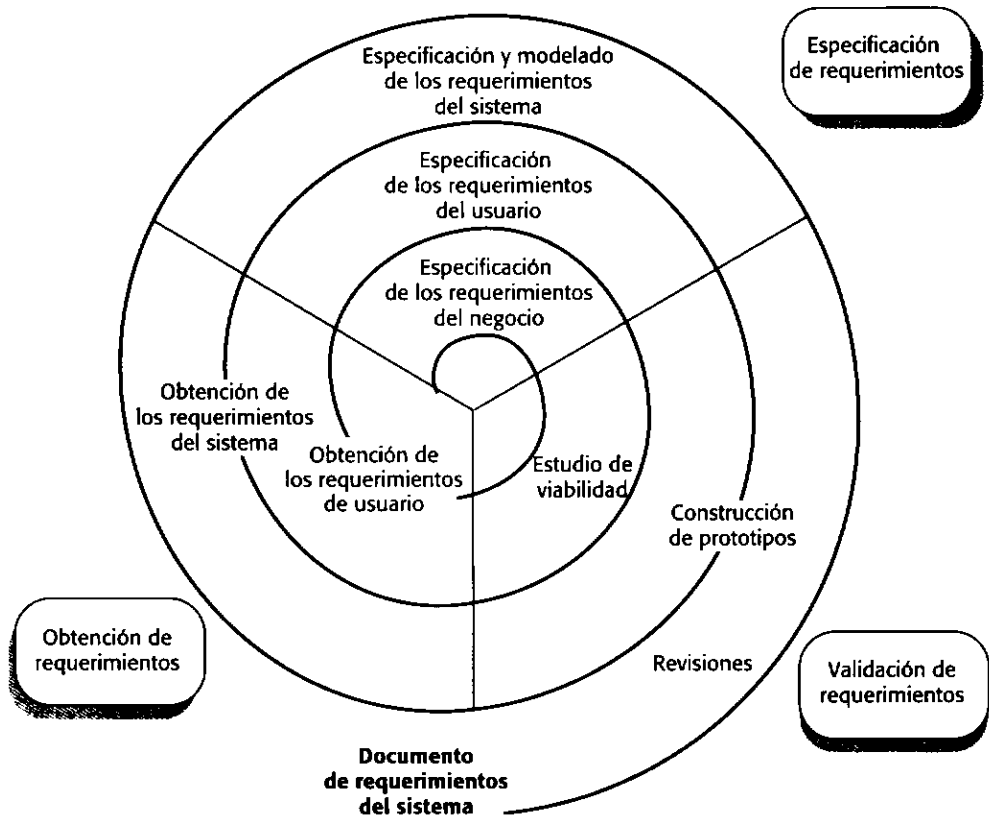 Especificación y modelado
de los requerimientos
del sistema
Especificación
de requerimientos
Especificación
de los requerimientos
del usuario
Especificación
de los requerimientos
del negocio
Obtención de
los requerimientos
del sistema
Obtención de
los requerimientos
de usuario
Estudio de
viabilidad
Construcción
de prototipos
Obtención de
requerimientos
Revisiones
Validación de
requerimientos
Documento
de requerimientos
del sistema